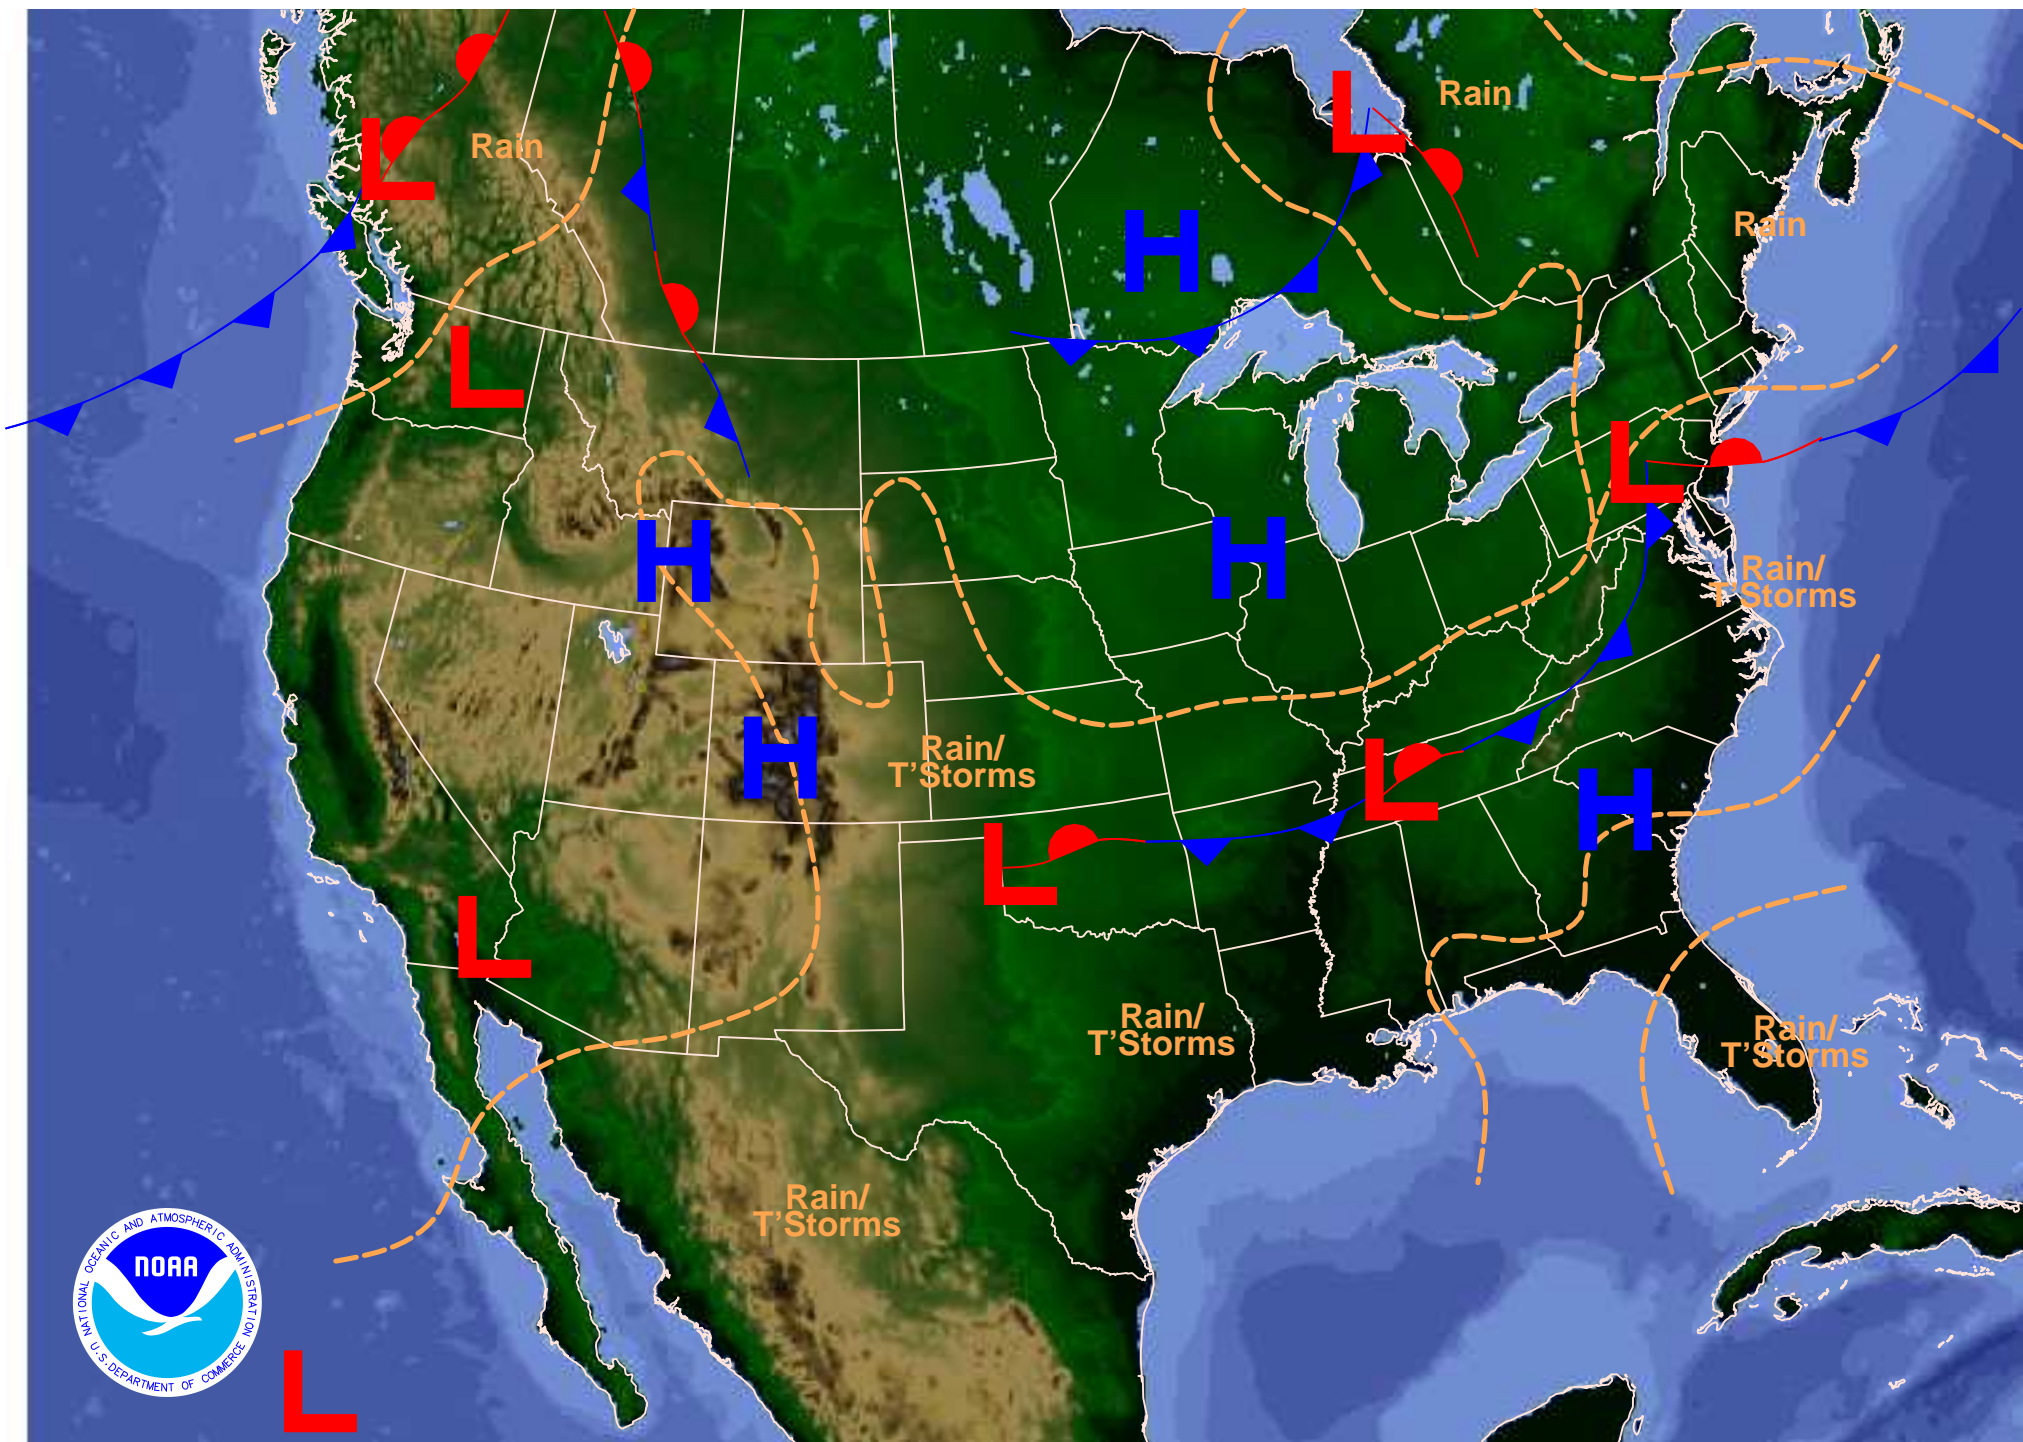 L
Rain
Rain
L
H
Rain
L
L
H
H
Rain/
T'Storms
H
Rain/
T'Storms
L
H
L
L
Rain/
T'Storms
Rain/
T'Storms
Rain/
T'Storms
NATIONAL OCEANIC AND ATMOSPHERIC ADMINISTRATION
NOAA
U.S. DEPARTMENT OF COMMERCE
L